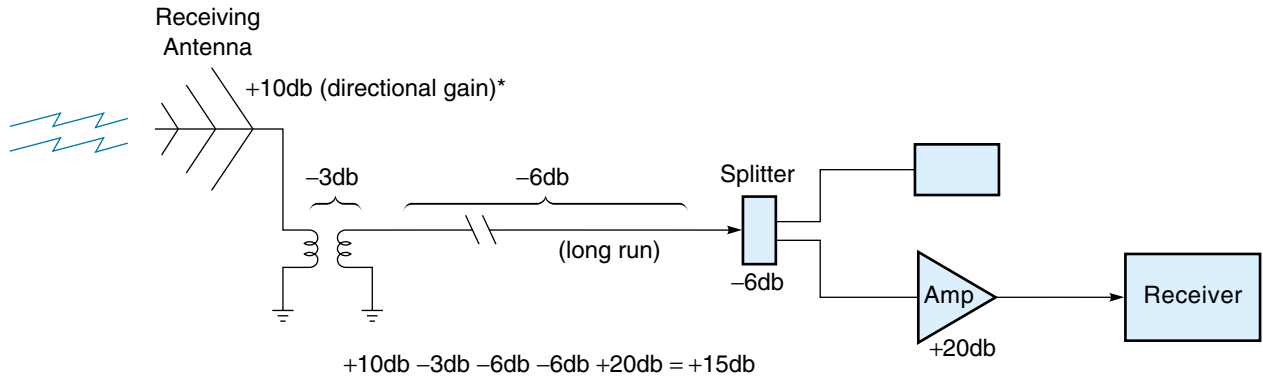 Receiving
Antenna
+10db (directional gain)*
−3db
−6db
(long run)
Splitter
−6db
Amp
+20db
Receiver
+10db −3db −6db −6db +20db = +15db